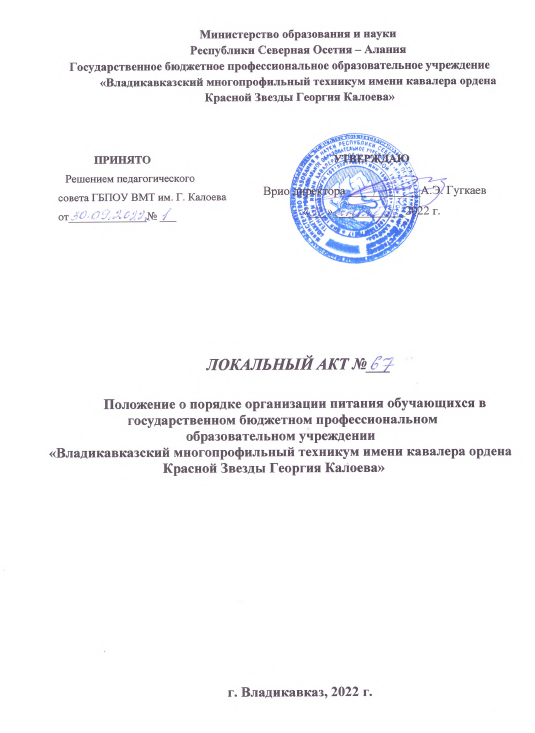 Министерство образования и науки
Республики Северная Осетия – Алания
Государственное бюджетное профессиональное образовательное учреждение
«Владикавказский многопрофильный техникум имени кавалера ордена
Красной Звезды Георгия Калоева»
ПРИНЯТО
Решением педагогического
совета ГБПОУ ВМТ им. Г. Калоева
от 30.09.2022 № 1
УТВЕРЖДАЮ
Врио директора А.Э. Гугкаев
2022 г.
ЛОКАЛЬНЫЙ АКТ № 67
Положение о порядке организации питания обучающихся в
государственном бюджетном профессиональном
образовательном учреждении
«Владикавказский многопрофильный техникум имени кавалера ордена
Красной Звезды Георгия Калоева»
г. Владикавказ, 2022 г.